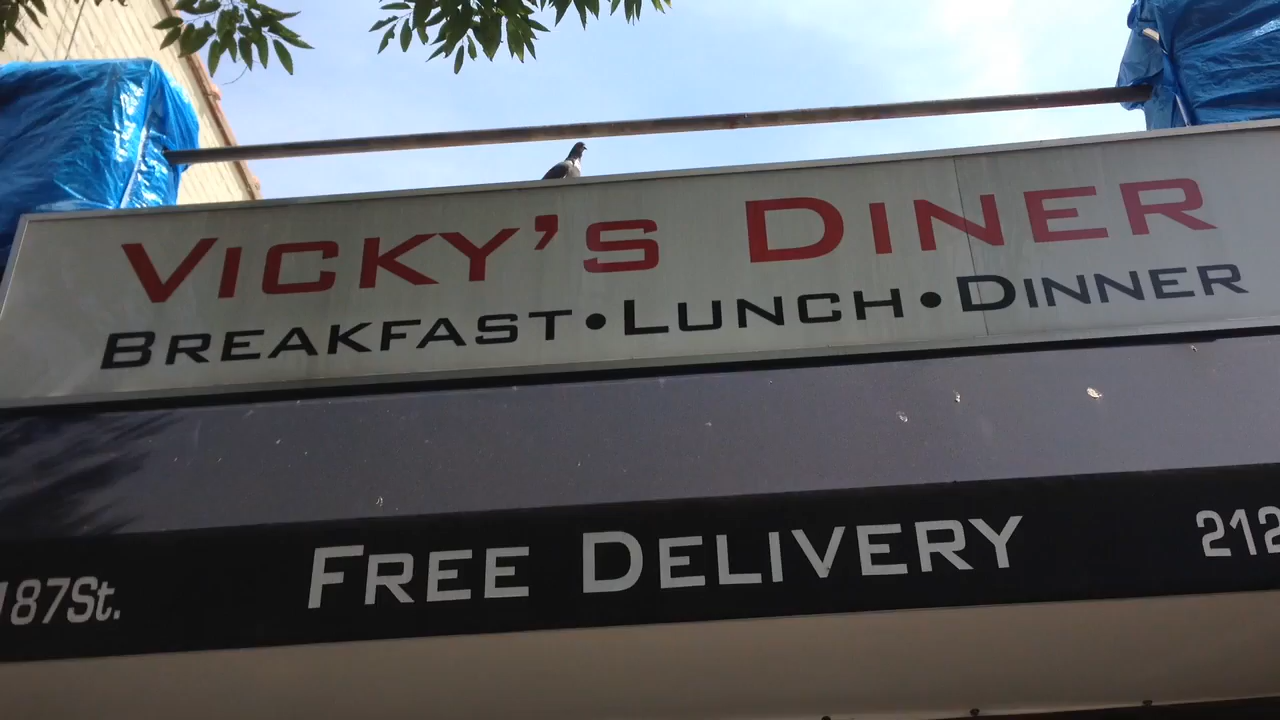 VICKY'S DINER
BREAKFAST•LUNCH•DINNER
FREE DELIVERY
187St.
212